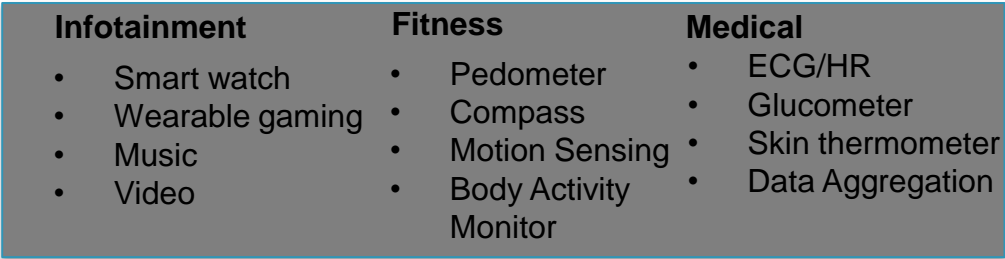 Infotainment
• Smart watch
• Wearable gaming
• Music
• Video
Fitness
• Pedometer
• Compass
• Motion Sensing
• Body Activity
Monitor
Medical
• ECG/HR
• Glucometer
• Skin thermometer
• Data Aggregation